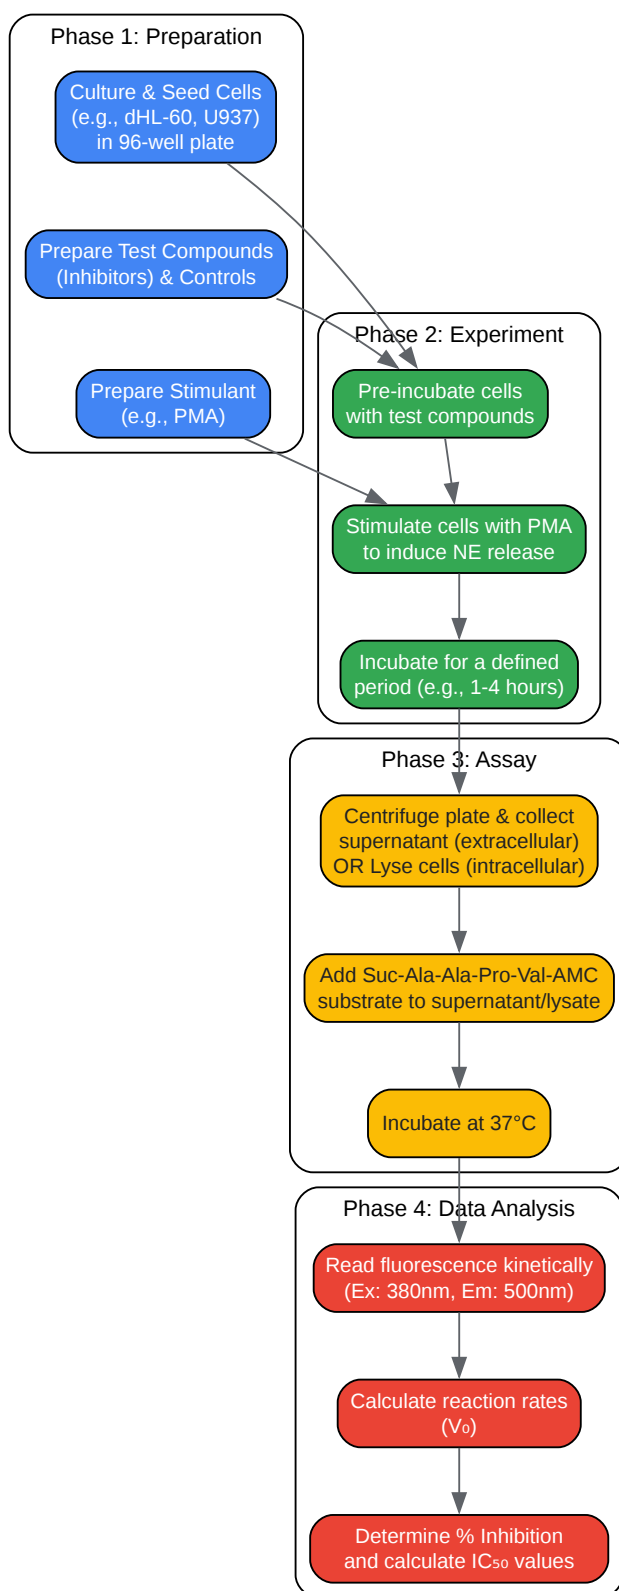 Phase 1: Preparation
Culture & Seed Cells
(e.g., dHL-60, U937)
in 96-well plate
Prepare Test Compounds
(Inhibitors) & Controls
Prepare Stimulant
(e.g., PMA)
Phase 2: Experiment
Pre-incubate cells
with test compounds
Stimulate cells with PMA
to induce NE release
Incubate for a defined
period (e.g., 1-4 hours)
Phase 3: Assay
Centrifuge plate & collect
supernatant (extracellular)
OR Lyse cells (intracellular)
Add Suc-Ala-Ala-Pro-Val-AMC
substrate to supernatant/lysate
Incubate at 37°C
Phase 4: Data Analysis
Read fluorescence kinetically
(Ex: 380nm, Em: 500nm)
Calculate reaction rates
(V₀)
Determine % Inhibition
and calculate IC₅₀ values